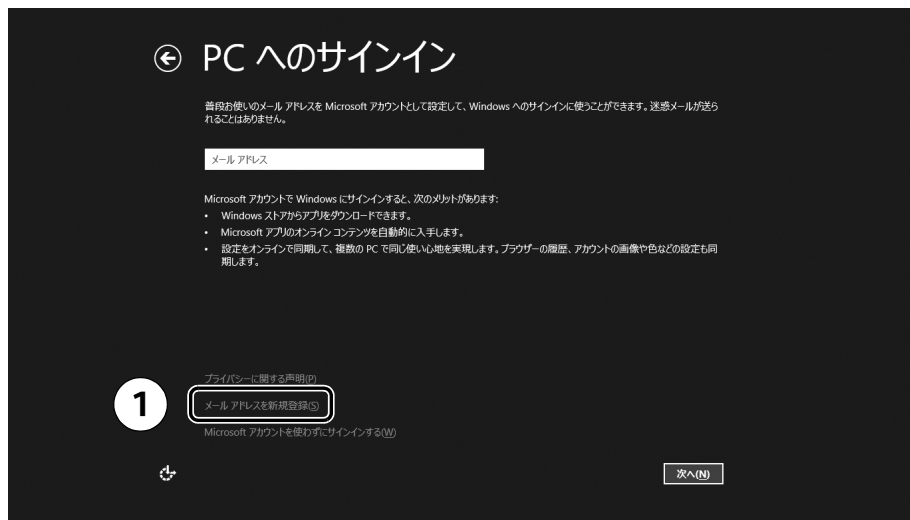 PC へのサインイン
普段お使いのメール アドレスを Microsoft アカウントとして設定して、Windows へのサインインに使うことができます。迷惑メールが送ら
れることはありません。
メール アドレス
Microsoft アカウントで Windows にサインインすると、次のメリットがあります:
• Windows ストアからアプリをダウンロードできます。
• Microsoft アプリのオンライン コンテンツを自動的に入手します。
• 設定をオンラインで同期して、複数の PC で同じ使い心地を実現します。ブラウザーの履歴、アカウントの画像や色などの設定も同
期します。
プライバシーに関する声明(P)
1
メール アドレスを新規登録(S)
Microsoft アカウントを使わずにサインインする(W)
次へ(N)